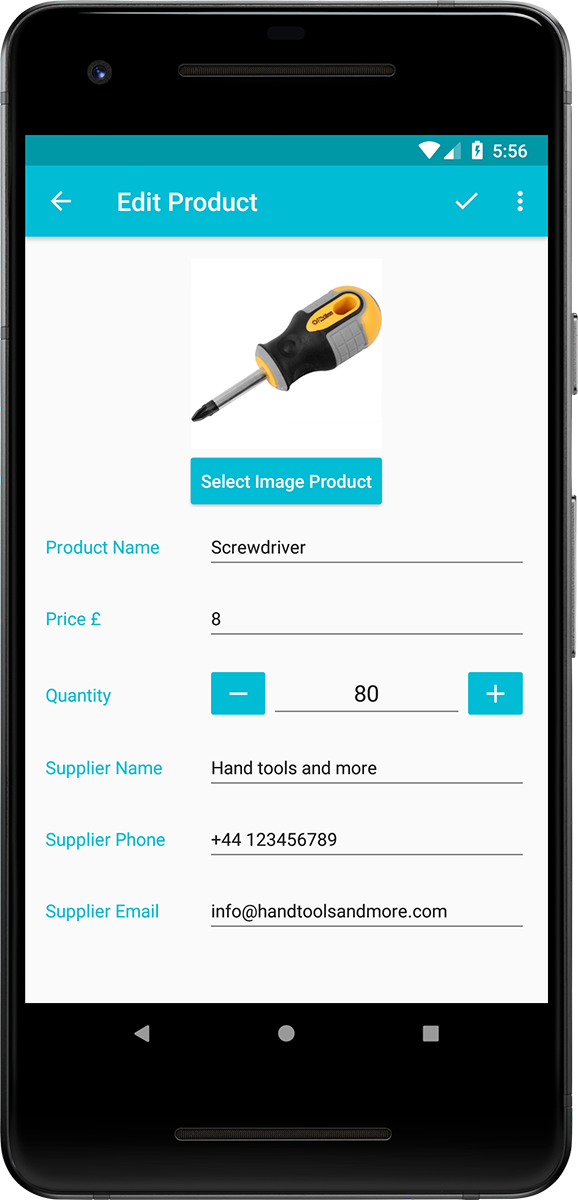 5:56
Edit Product
Select Image Product
Product Name Screwdriver
Price £ 8
Quantity 80
Supplier Name Hand tools and more
Supplier Phone +44 123456789
Supplier Email info@handtoolsandmore.com